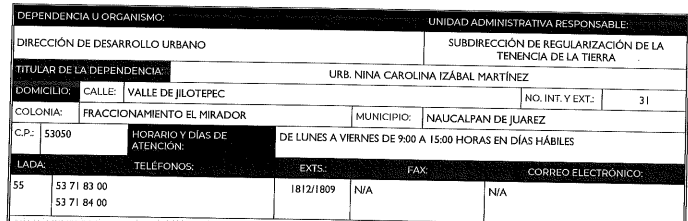 DEPENDENCIA U ORGANISMO: UNIDAD ADMINISTRATIVA RESPONSABLE:
DIRECCIÓN DE DESARROLLO URBANO SUBDIRECCIÓN DE REGULARIZACIÓN DE LA
TENENCIA DE LA TIERRA
TITULAR DE LA DEPENDENCIA: URB. NINA CAROLINA IZÁBAL MARTÍNEZ
DOMICILIO: CALLE: VALLE DE JILOTEPEC NO. INT. Y EXT.: 31
COLONIA: FRACCIONAMIENTO EL MIRADOR MUNICIPIO: NAUCALPAN DE JUAREZ
C.P.: 53050 HORARIO Y DÍAS DE
ATENCIÓN: DE LUNES A VIERNES DE 9:00 A 15:00 HORAS EN DÍAS HÁBILES
LADA: TELÉFONOS: EXTS.: FAX: CORREO ELECTRÓNICO:
55 53 71 83 00 1812/1809 N/A N/A
53 71 84 00